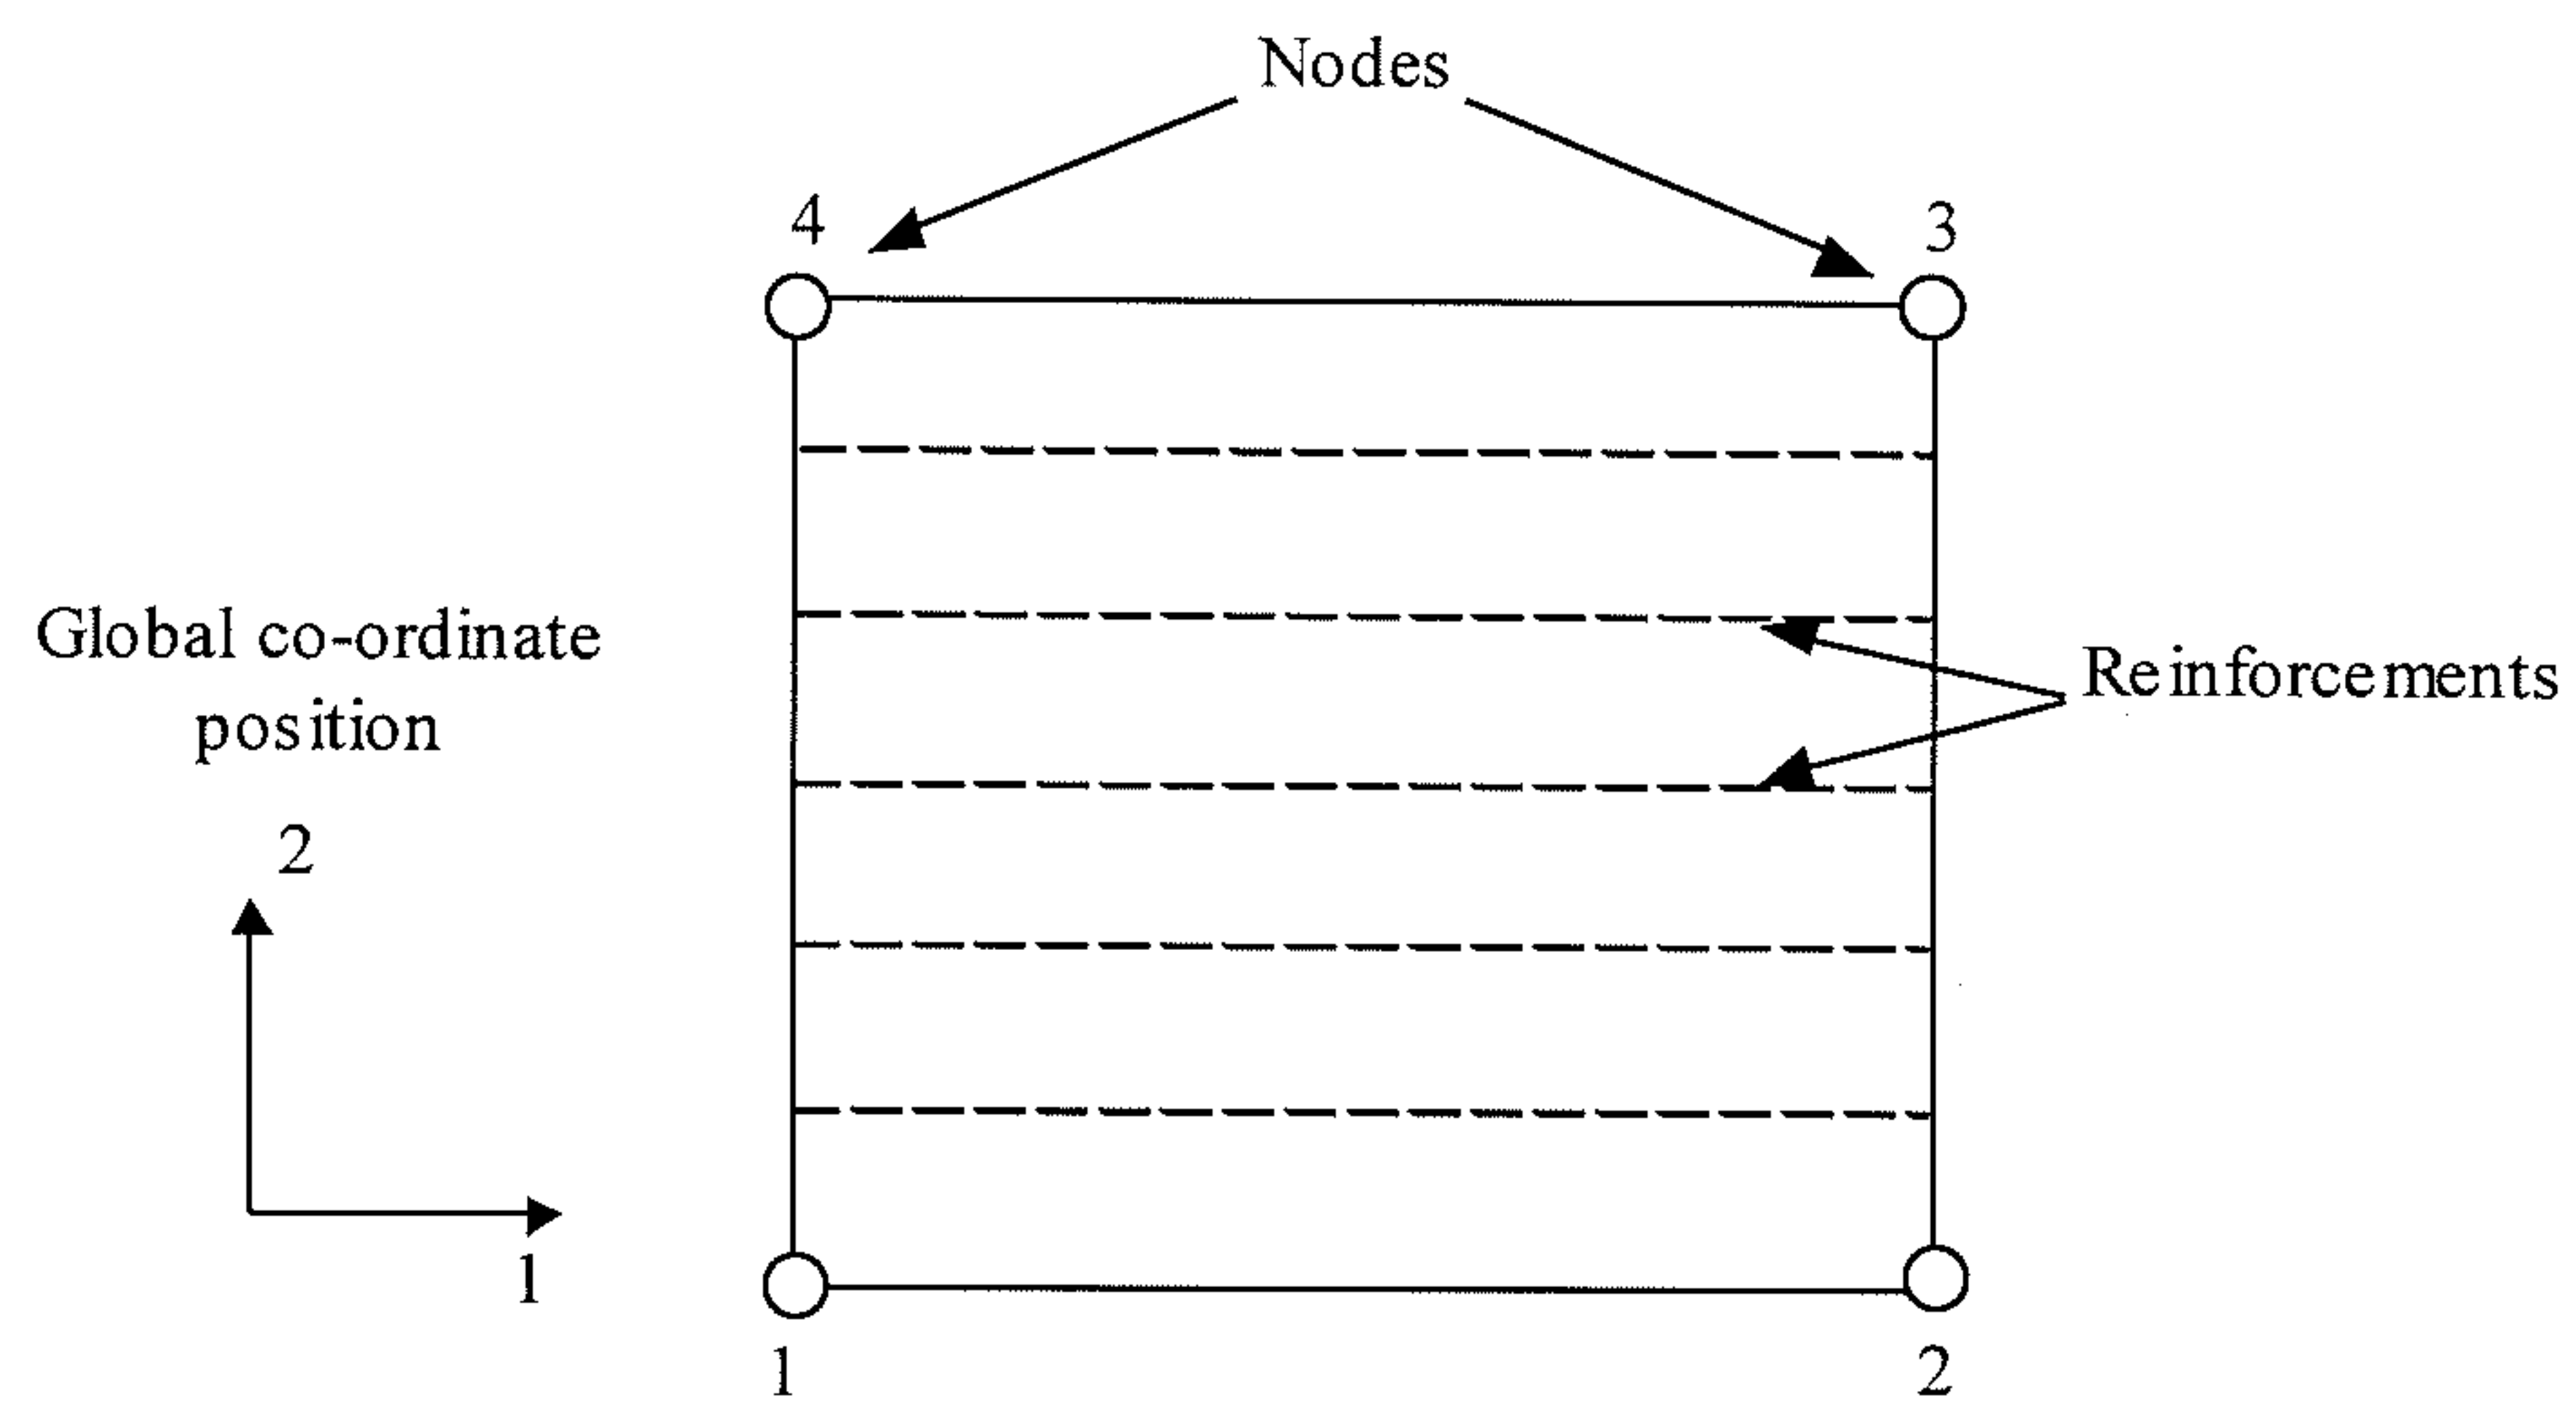 Nodes
4
3
Global co-ordinate
position
Reinforcements
2
1
1
2